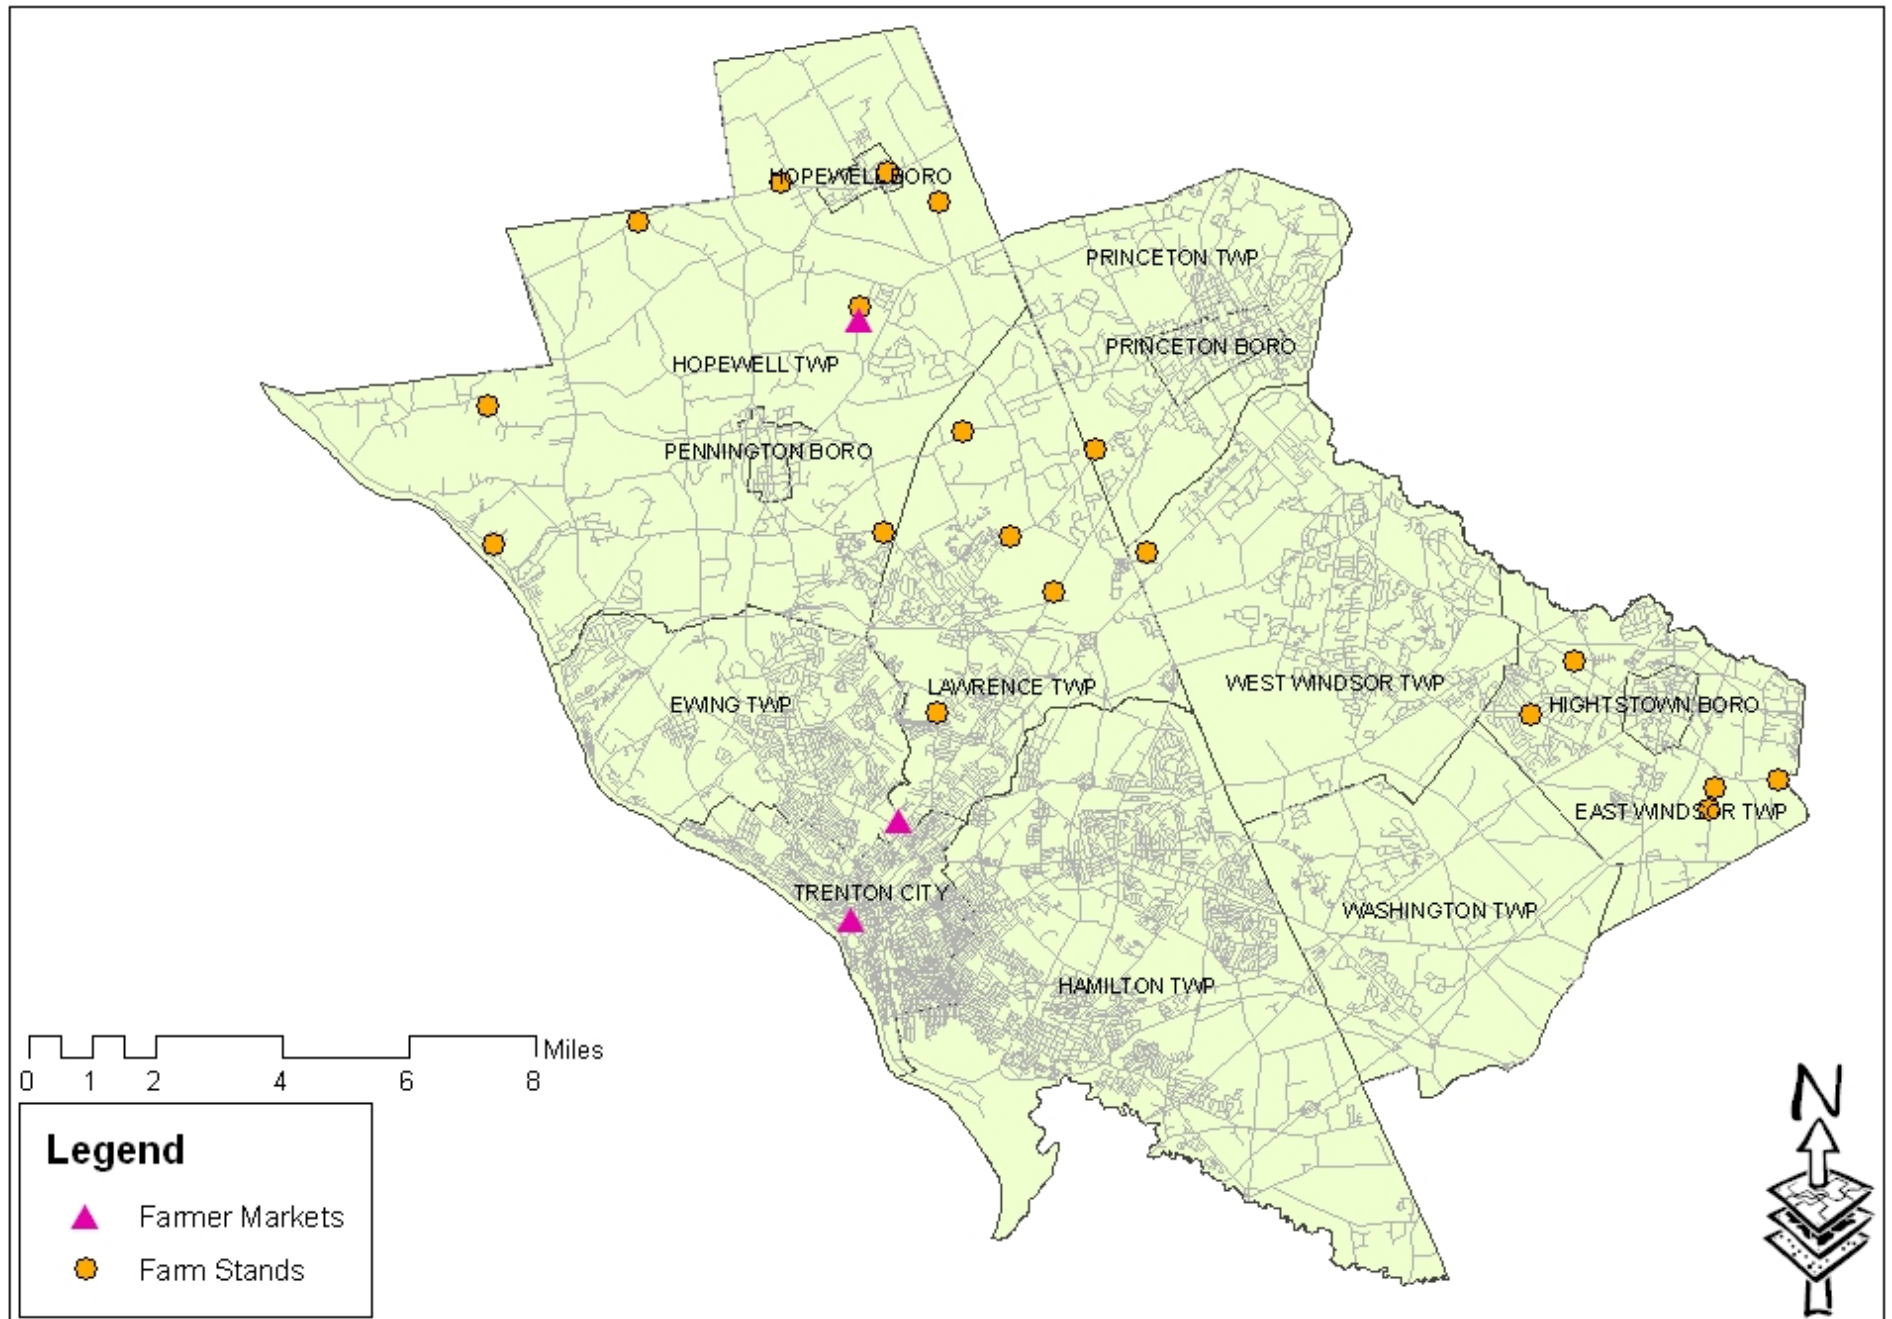 HOPEWELL BORO
PRINCETON TWP
PRINCETON BORO
HOPEWELL TWP
PENNINGTON BORO
LAWRENCE TWP
WEST WINDSOR TWP
EWING TWP
HIGHTSTOWN BORO
EAST WINDSOR TWP
TRENTON CITY
WASHINGTON TWP
HAMILTON TWP
Miles
0 1 2 4 6 8
Legend
Farmer Markets
Farm Stands
N